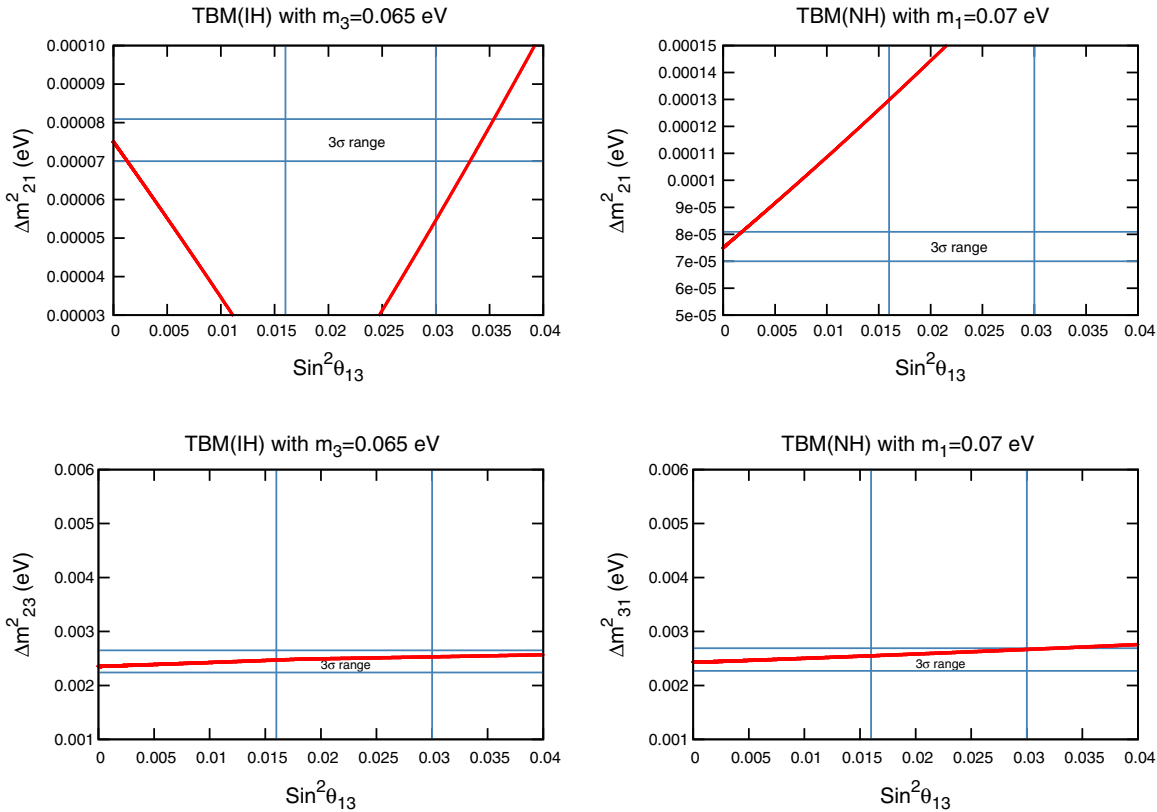 TBM(IH) with m₃=0.065 eV
Δm²₂₁ (eV)
0.00010
0.00009
0.00008
0.00007
0.00006
0.00005
0.00004
0.00003
3σ range
0 0.005 0.01 0.015 0.02 0.025 0.03 0.035 0.04
Sin²θ₁₃
TBM(NH) with m₁=0.07 eV
Δm²₂₁ (eV)
0.00015
0.00014
0.00013
0.00012
0.00011
0.0001
9e-05
8e-05
7e-05
6e-05
5e-05
3σ range
0 0.005 0.01 0.015 0.02 0.025 0.03 0.035 0.04
Sin²θ₁₃
TBM(IH) with m₃=0.065 eV
Δm²₂₃ (eV)
0.006
0.005
0.004
0.003
0.002
0.001
3σ range
0 0.005 0.01 0.015 0.02 0.025 0.03 0.035 0.04
Sin²θ₁₃
TBM(NH) with m₁=0.07 eV
Δm²₃₁ (eV)
0.006
0.005
0.004
0.003
0.002
0.001
3σ range
0 0.005 0.01 0.015 0.02 0.025 0.03 0.035 0.04
Sin²θ₁₃